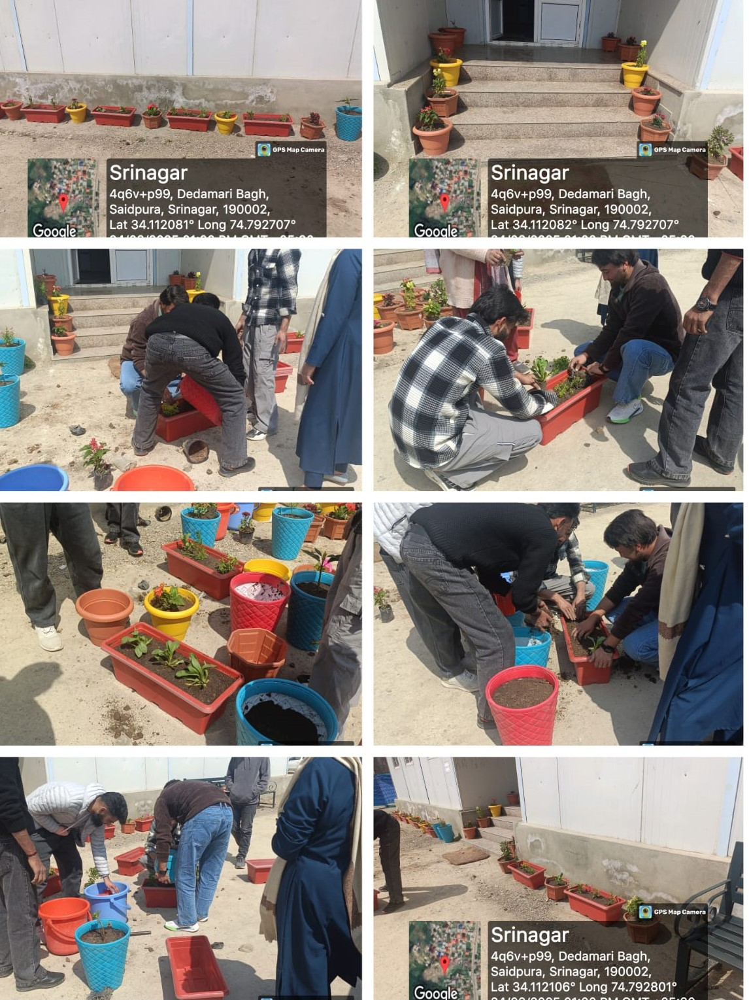 GPS Map Camera
Srinagar
4q6v+p99, Dedamari Bagh,
Saidpura, Srinagar, 190002,
Lat 34.112081° Long 74.792707°
Google
GPS Map Camera
Srinagar
4q6v+p99, Dedamari Bagh,
Saidpura, Srinagar, 190002,
Lat 34.112082° Long 74.792707°
Google
GPS Map Camera
Srinagar
4q6v+p99, Dedamari Bagh,
Saidpura, Srinagar, 190002,
Lat 34.112106° Long 74.792801°
Google